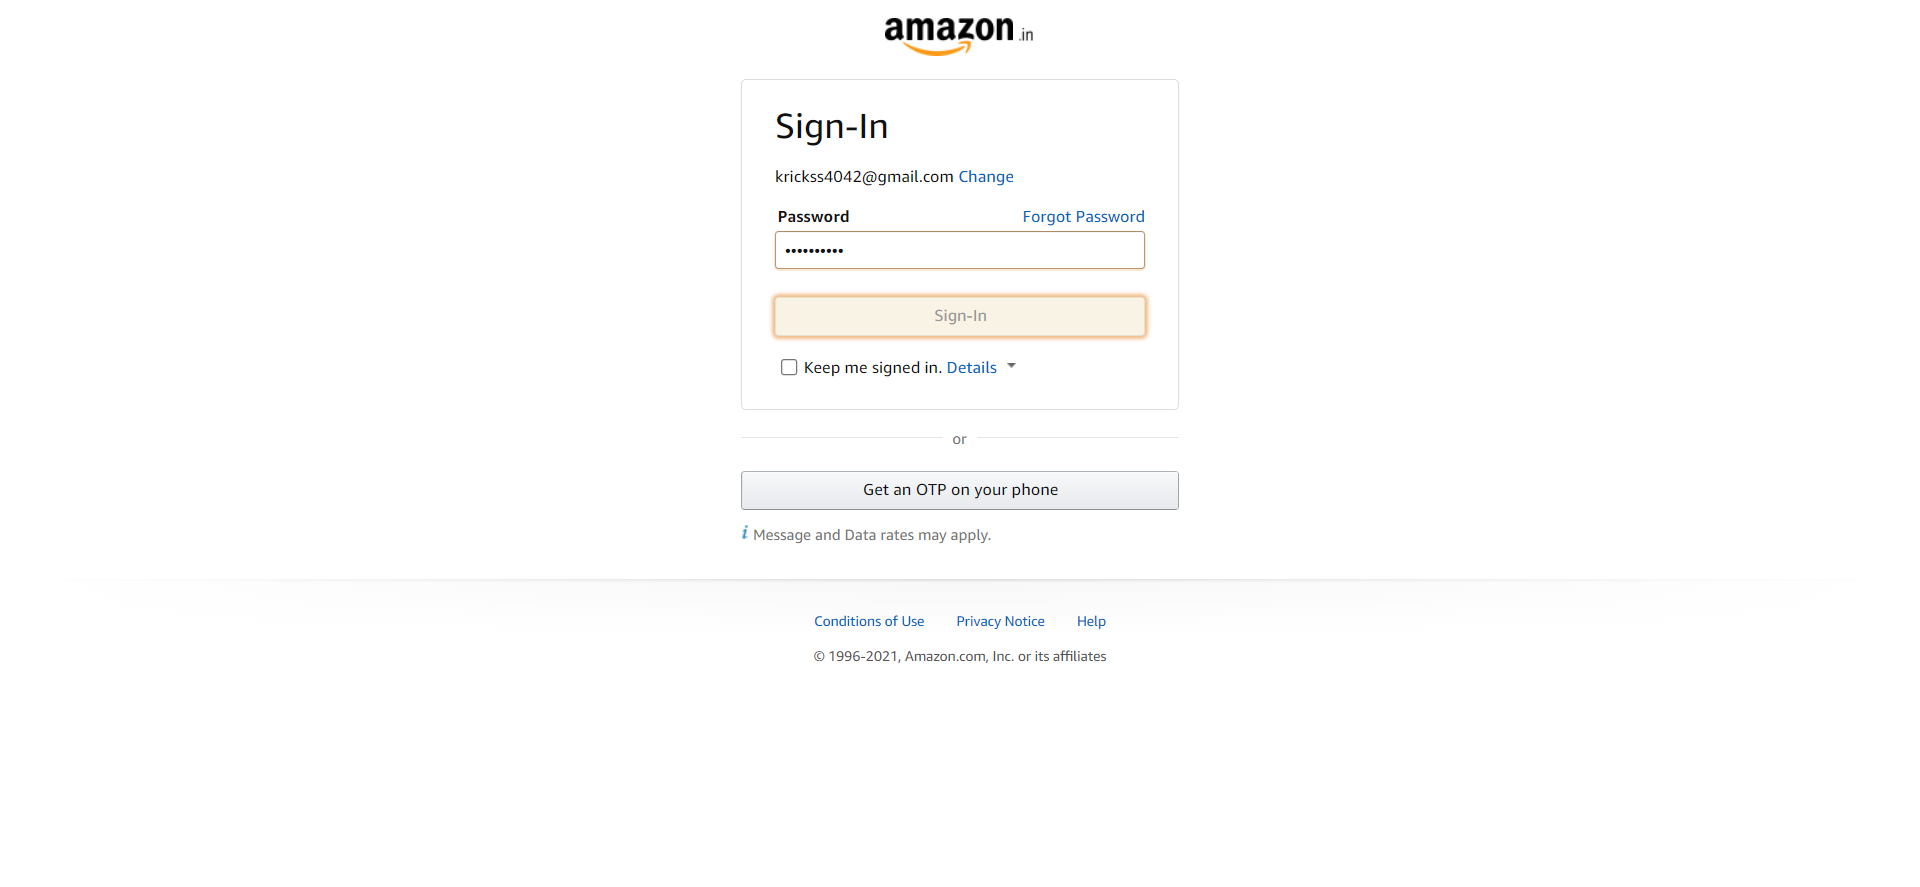 amazon.in
Sign-In
krickss4042@gmail.com Change
Password Forgot Password
••••••••••
Sign-In
Keep me signed in. Details
or
Get an OTP on your phone
i Message and Data rates may apply.
Conditions of Use Privacy Notice Help
© 1996-2021, Amazon.com, Inc. or its affiliates